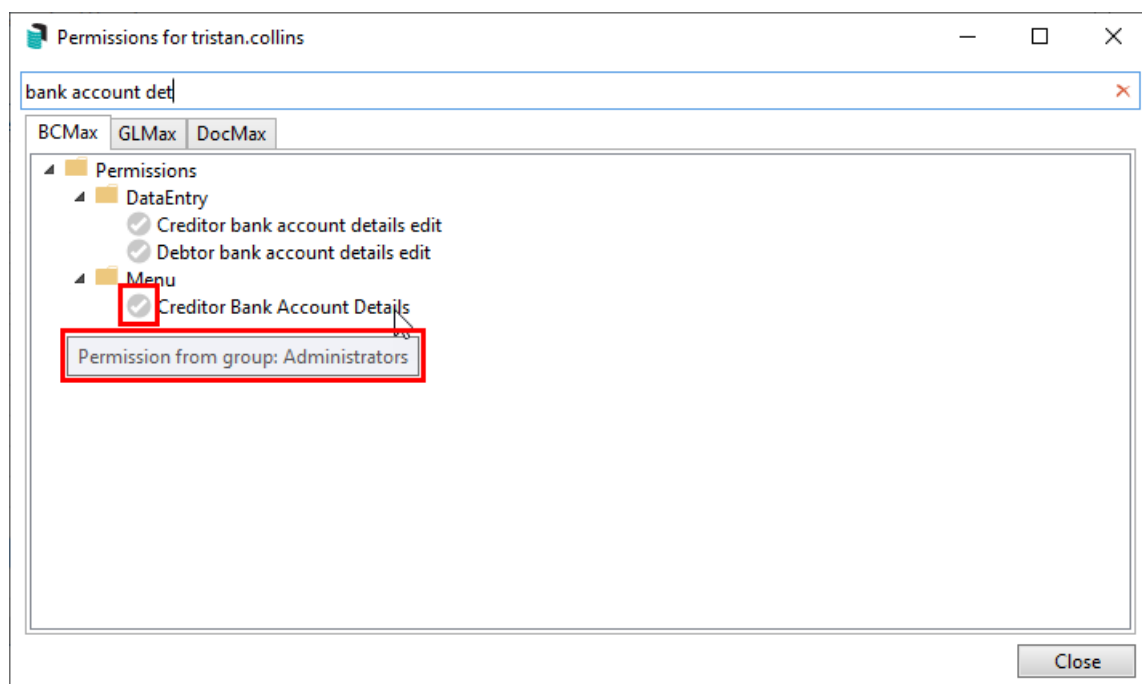 Permissions for tristan.collins
bank account det
BCMax GLMax DocMax
Permissions
DataEntry
Creditor bank account details edit
Debtor bank account details edit
Menu
Creditor Bank Account Details
Permission from group: Administrators
Close